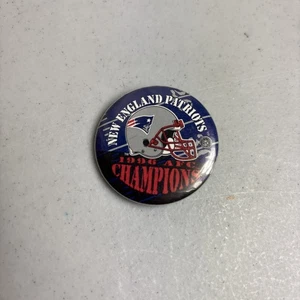 NEW ENGLAND PATRIOTS
1996 AFC
CHAMPIONS